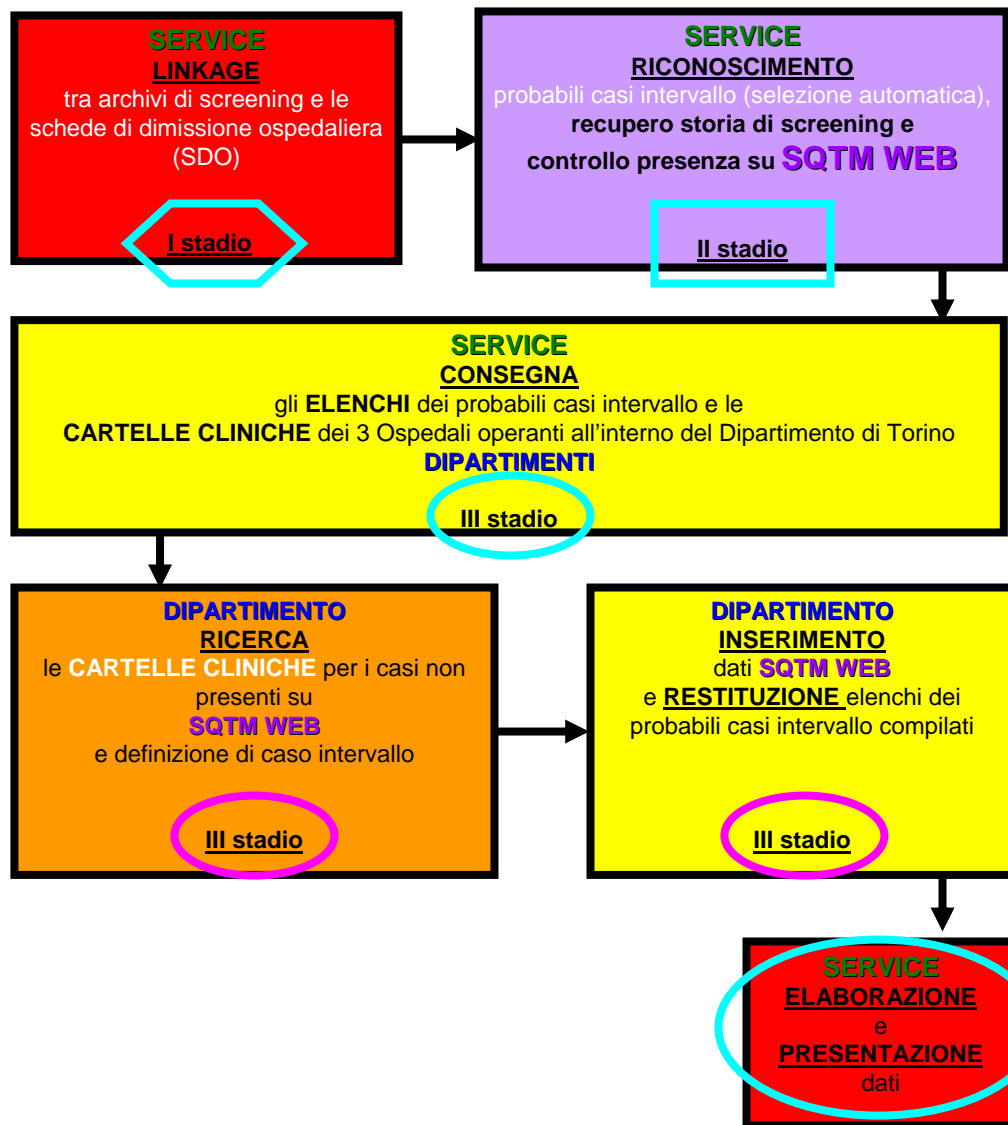 SERVICE
LINKAGE
tra archivi di screening e le
schede di dimissione ospedaliera
(SDO)
I stadio
SERVICE
RICONOSCIMENTO
probabili casi intervallo (selezione automatica),
recupero storia di screening e
controllo presenza su SQTM WEB
II stadio
SERVICE
CONSEGNA
gli ELENCHI dei probabili casi intervallo e le
CARTELLE CLINICHE dei 3 Ospedali operanti all'interno del Dipartimento di Torino
DIPARTIMENTI
III stadio
DIPARTIMENTO
RICERCA
le CARTELLE CLINICHE per i casi non
presenti su
SQTM WEB
e definizione di caso intervallo
III stadio
DIPARTIMENTO
INSERIMENTO
dati SQTM WEB
e RESTITUZIONE elenchi dei
probabili casi intervallo compilati
III stadio
SERVICE
ELABORAZIONE
e
PRESENTAZIONE
dati